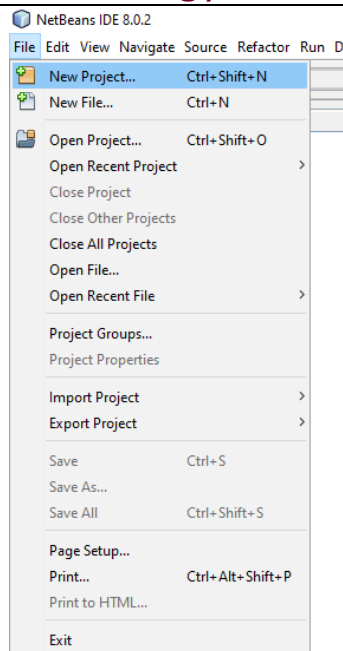 NetBeans IDE 8.0.2
File Edit View Navigate Source Refactor Run D
New Project... Ctrl+Shift+N
New File... Ctrl+N
Open Project... Ctrl+Shift+O
Open Recent Project >
Close Project
Close Other Projects
Close All Projects
Open File...
Open Recent File >
Project Groups...
Project Properties
Import Project >
Export Project >
Save Ctrl+S
Save As...
Save All Ctrl+Shift+S
Page Setup...
Print... Ctrl+Alt+Shift+P
Print to HTML...
Exit